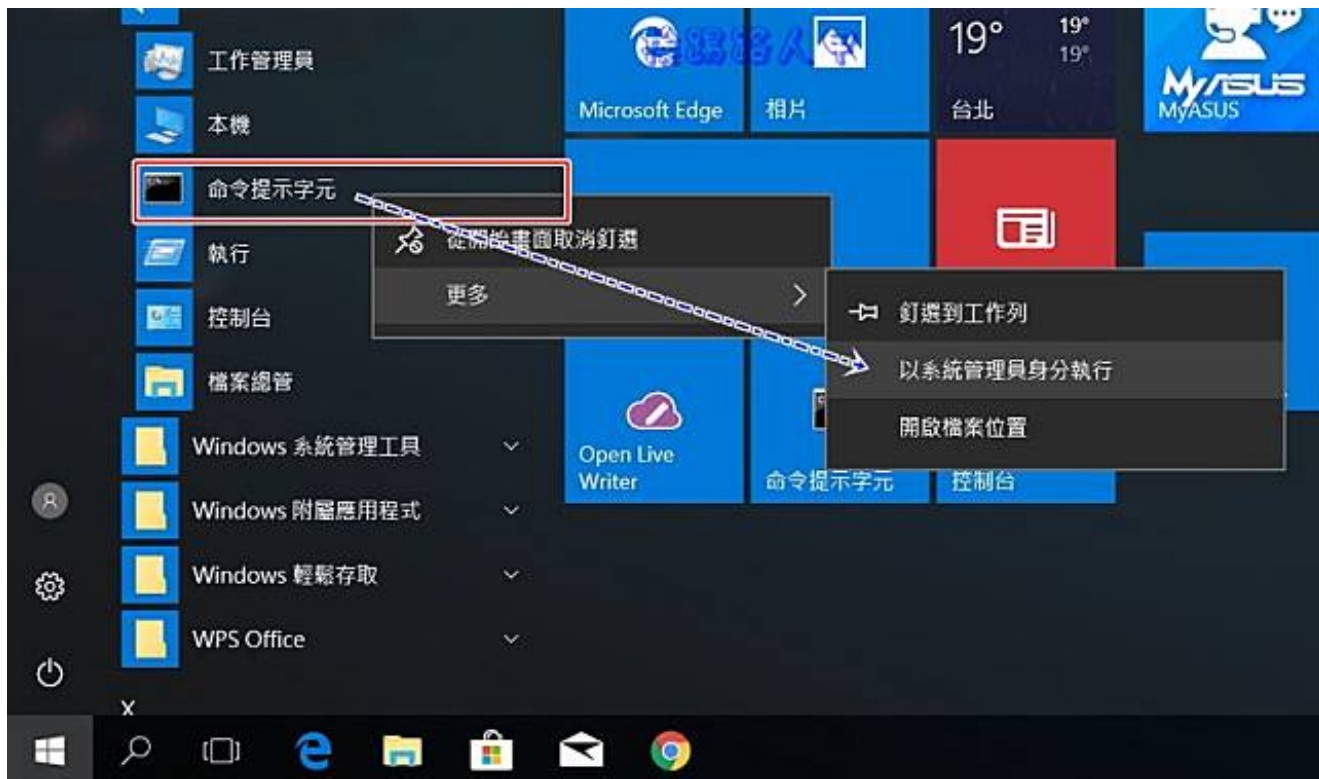 工作管理員
本機
命令提示字元
執行
控制台
檔案總管
Windows 系統管理工具
Windows 附屬應用程式
Windows 輕鬆存取
WPS Office
X
從開始畫面取消釘選
更多
釘選到工作列
以系統管理員身分執行
開啟檔案位置
Microsoft Edge
相片
19°
19°
19°
台北
MyASUS
MyASUS
Open Live
Writer
命令提示字元
控制台